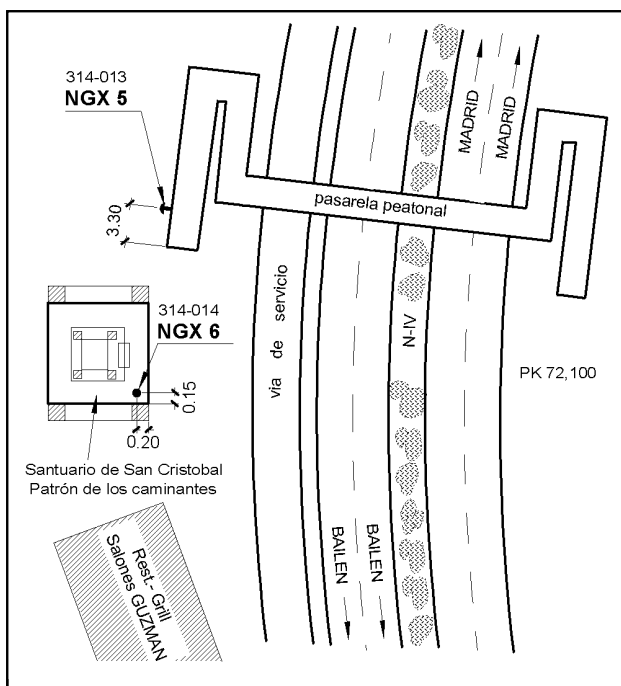 314-013
NGX 5
MADRID
MADRID
pasarela peatonal
3.30
314-014
NGX 6
via de servicio
N-IV
PK 72,100
0.15
0.20
Santuario de San Cristobal
Patrón de los caminantes
BAILEN
BAILEN
Rest.- Grill
Salones GUZMAN